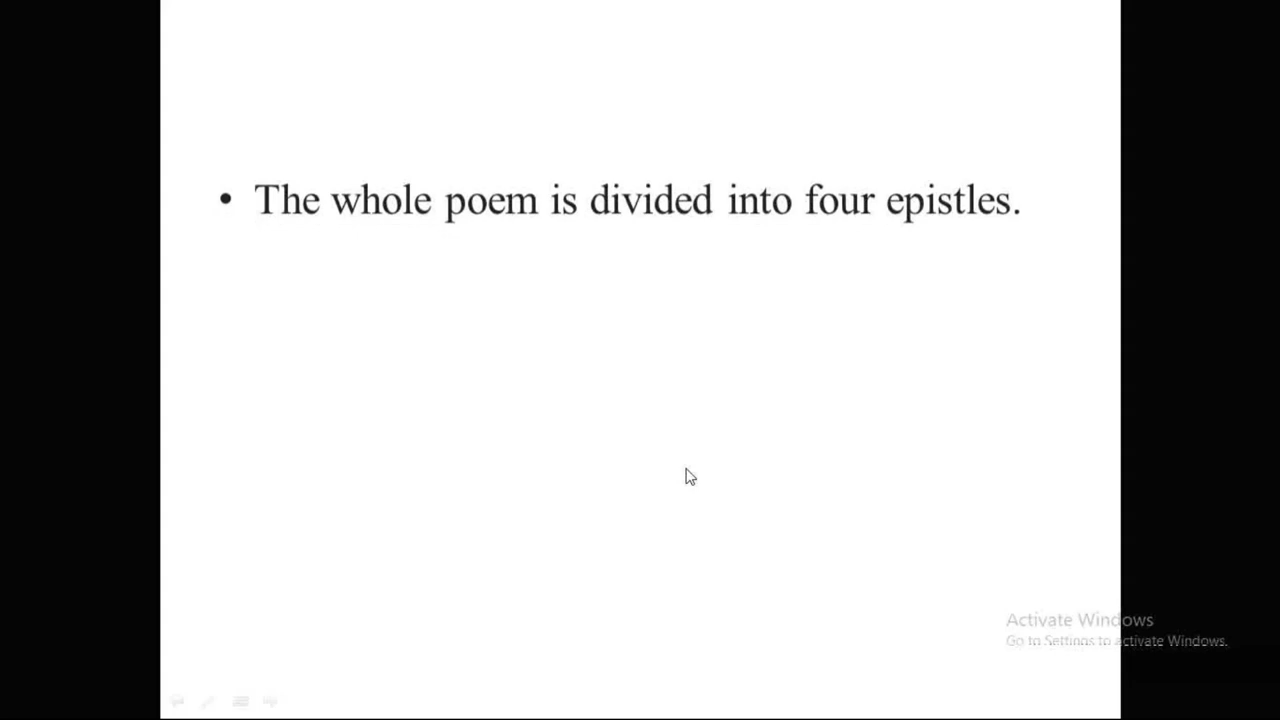 • The whole poem is divided into four epistles.
Activate Windows
Go to Settings to activate Windows.